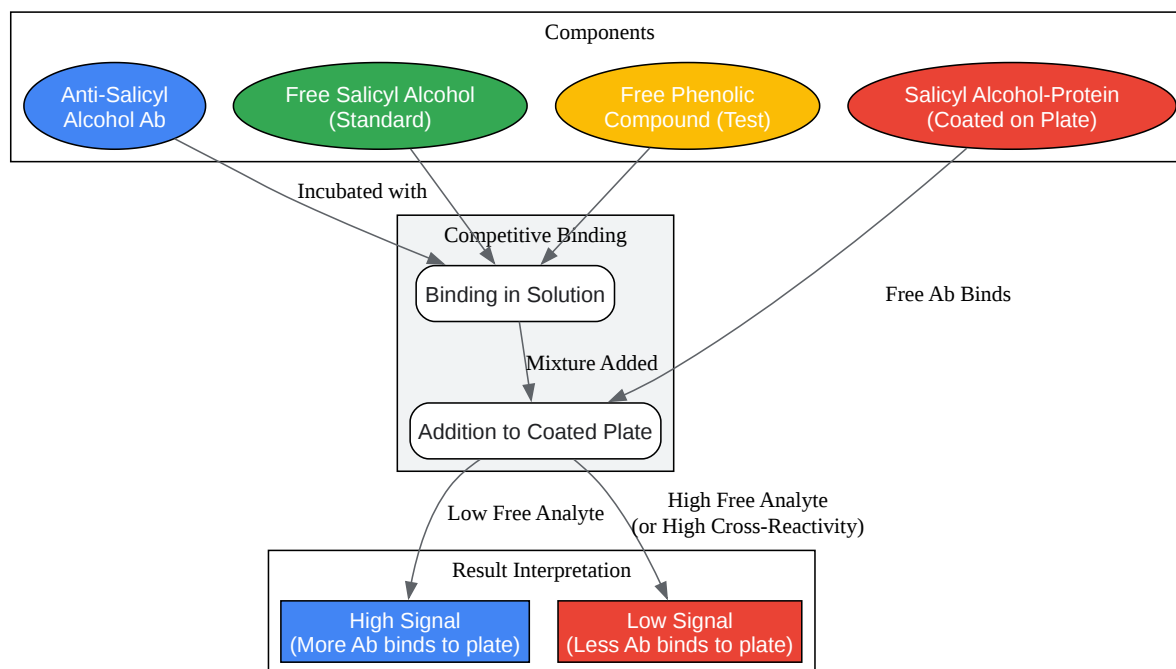 Components
Anti-Salicyl
Alcohol Ab
Free Salicyl Alcohol
(Standard)
Free Phenolic
Compound (Test)
Salicyl Alcohol-Protein
(Coated on Plate)
Incubated with
Competitive Binding
Binding in Solution
Free Ab Binds
Mixture Added
Addition to Coated Plate
Low Free Analyte
High Free Analyte
(or High Cross-Reactivity)
Result Interpretation
High Signal
(More Ab binds to plate)
Low Signal
(Less Ab binds to plate)